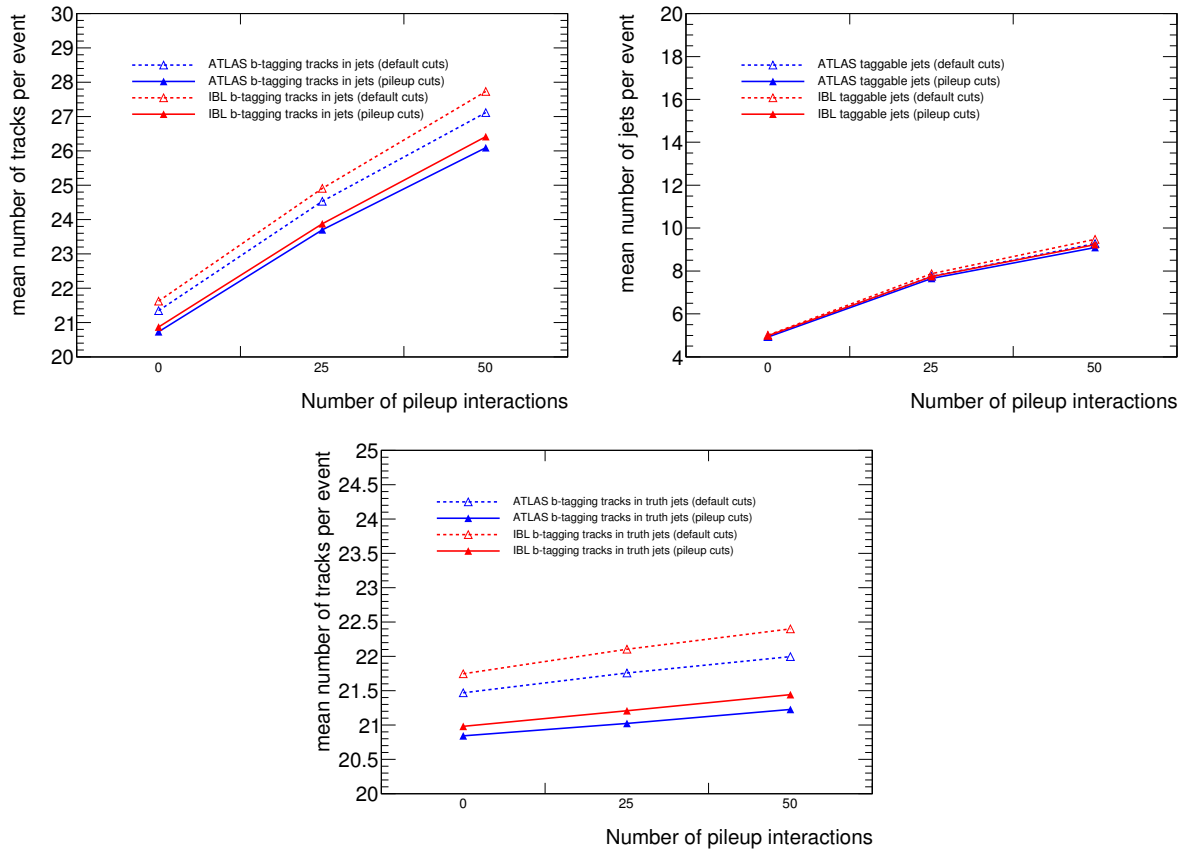 mean number of tracks per event
30
29
28
27
26
25
24
23
22
21
20
ATLAS b-tagging tracks in jets (default cuts)
ATLAS b-tagging tracks in jets (pileup cuts)
IBL b-tagging tracks in jets (default cuts)
IBL b-tagging tracks in jets (pileup cuts)
0 25 50
Number of pileup interactions
mean number of jets per event
20
18
16
14
12
10
8
6
4
ATLAS taggable jets (default cuts)
ATLAS taggable jets (pileup cuts)
IBL taggable jets (default cuts)
IBL taggable jets (pileup cuts)
0 25 50
Number of pileup interactions
mean number of tracks per event
25
24.5
24
23.5
23
22.5
22
21.5
21
20.5
20
ATLAS b-tagging tracks in truth jets (default cuts)
ATLAS b-tagging tracks in truth jets (pileup cuts)
IBL b-tagging tracks in truth jets (default cuts)
IBL b-tagging tracks in truth jets (pileup cuts)
0 25 50
Number of pileup interactions